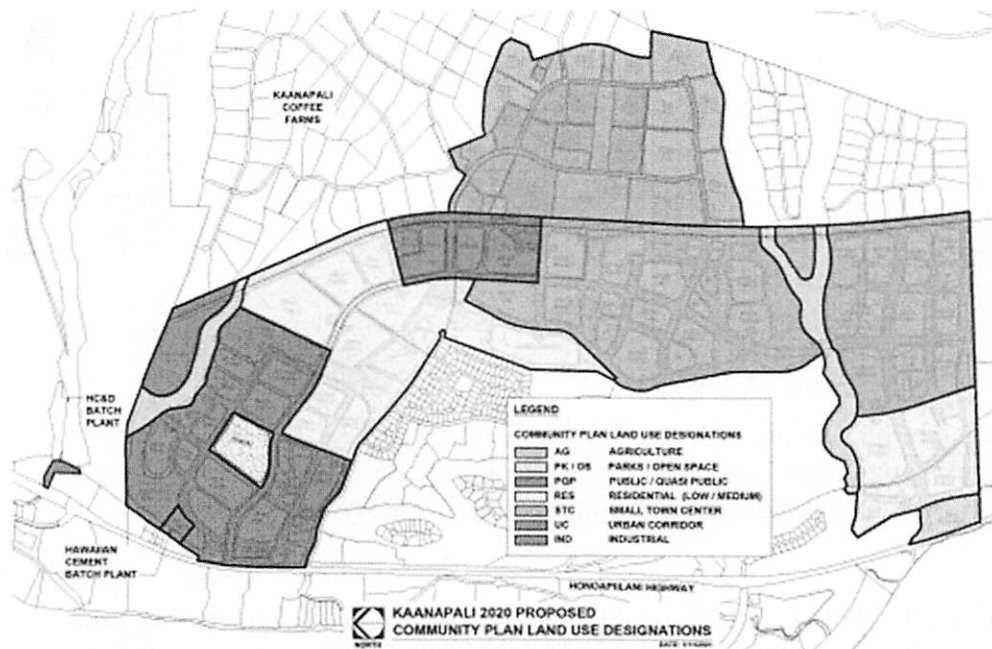 KAANAPALI
COFFEE
FARMS
HC&D
BATCH
PLANT
HAWAIIAN
CEMENT
BATCH PLANT
LEGEND
COMMUNITY PLAN LAND USE DESIGNATIONS
AG AGRICULTURE
PK / OS PARKS / OPEN SPACE
PQP PUBLIC / QUASI PUBLIC
RES RESIDENTIAL (LOW / MEDIUM)
STC SMALL TOWN CENTER
UC URBAN CORRIDOR
IND INDUSTRIAL
HONOAPIILANI HIGHWAY
KAANAPALI 2020 PROPOSED
COMMUNITY PLAN LAND USE DESIGNATIONS
NORTH
DATE: